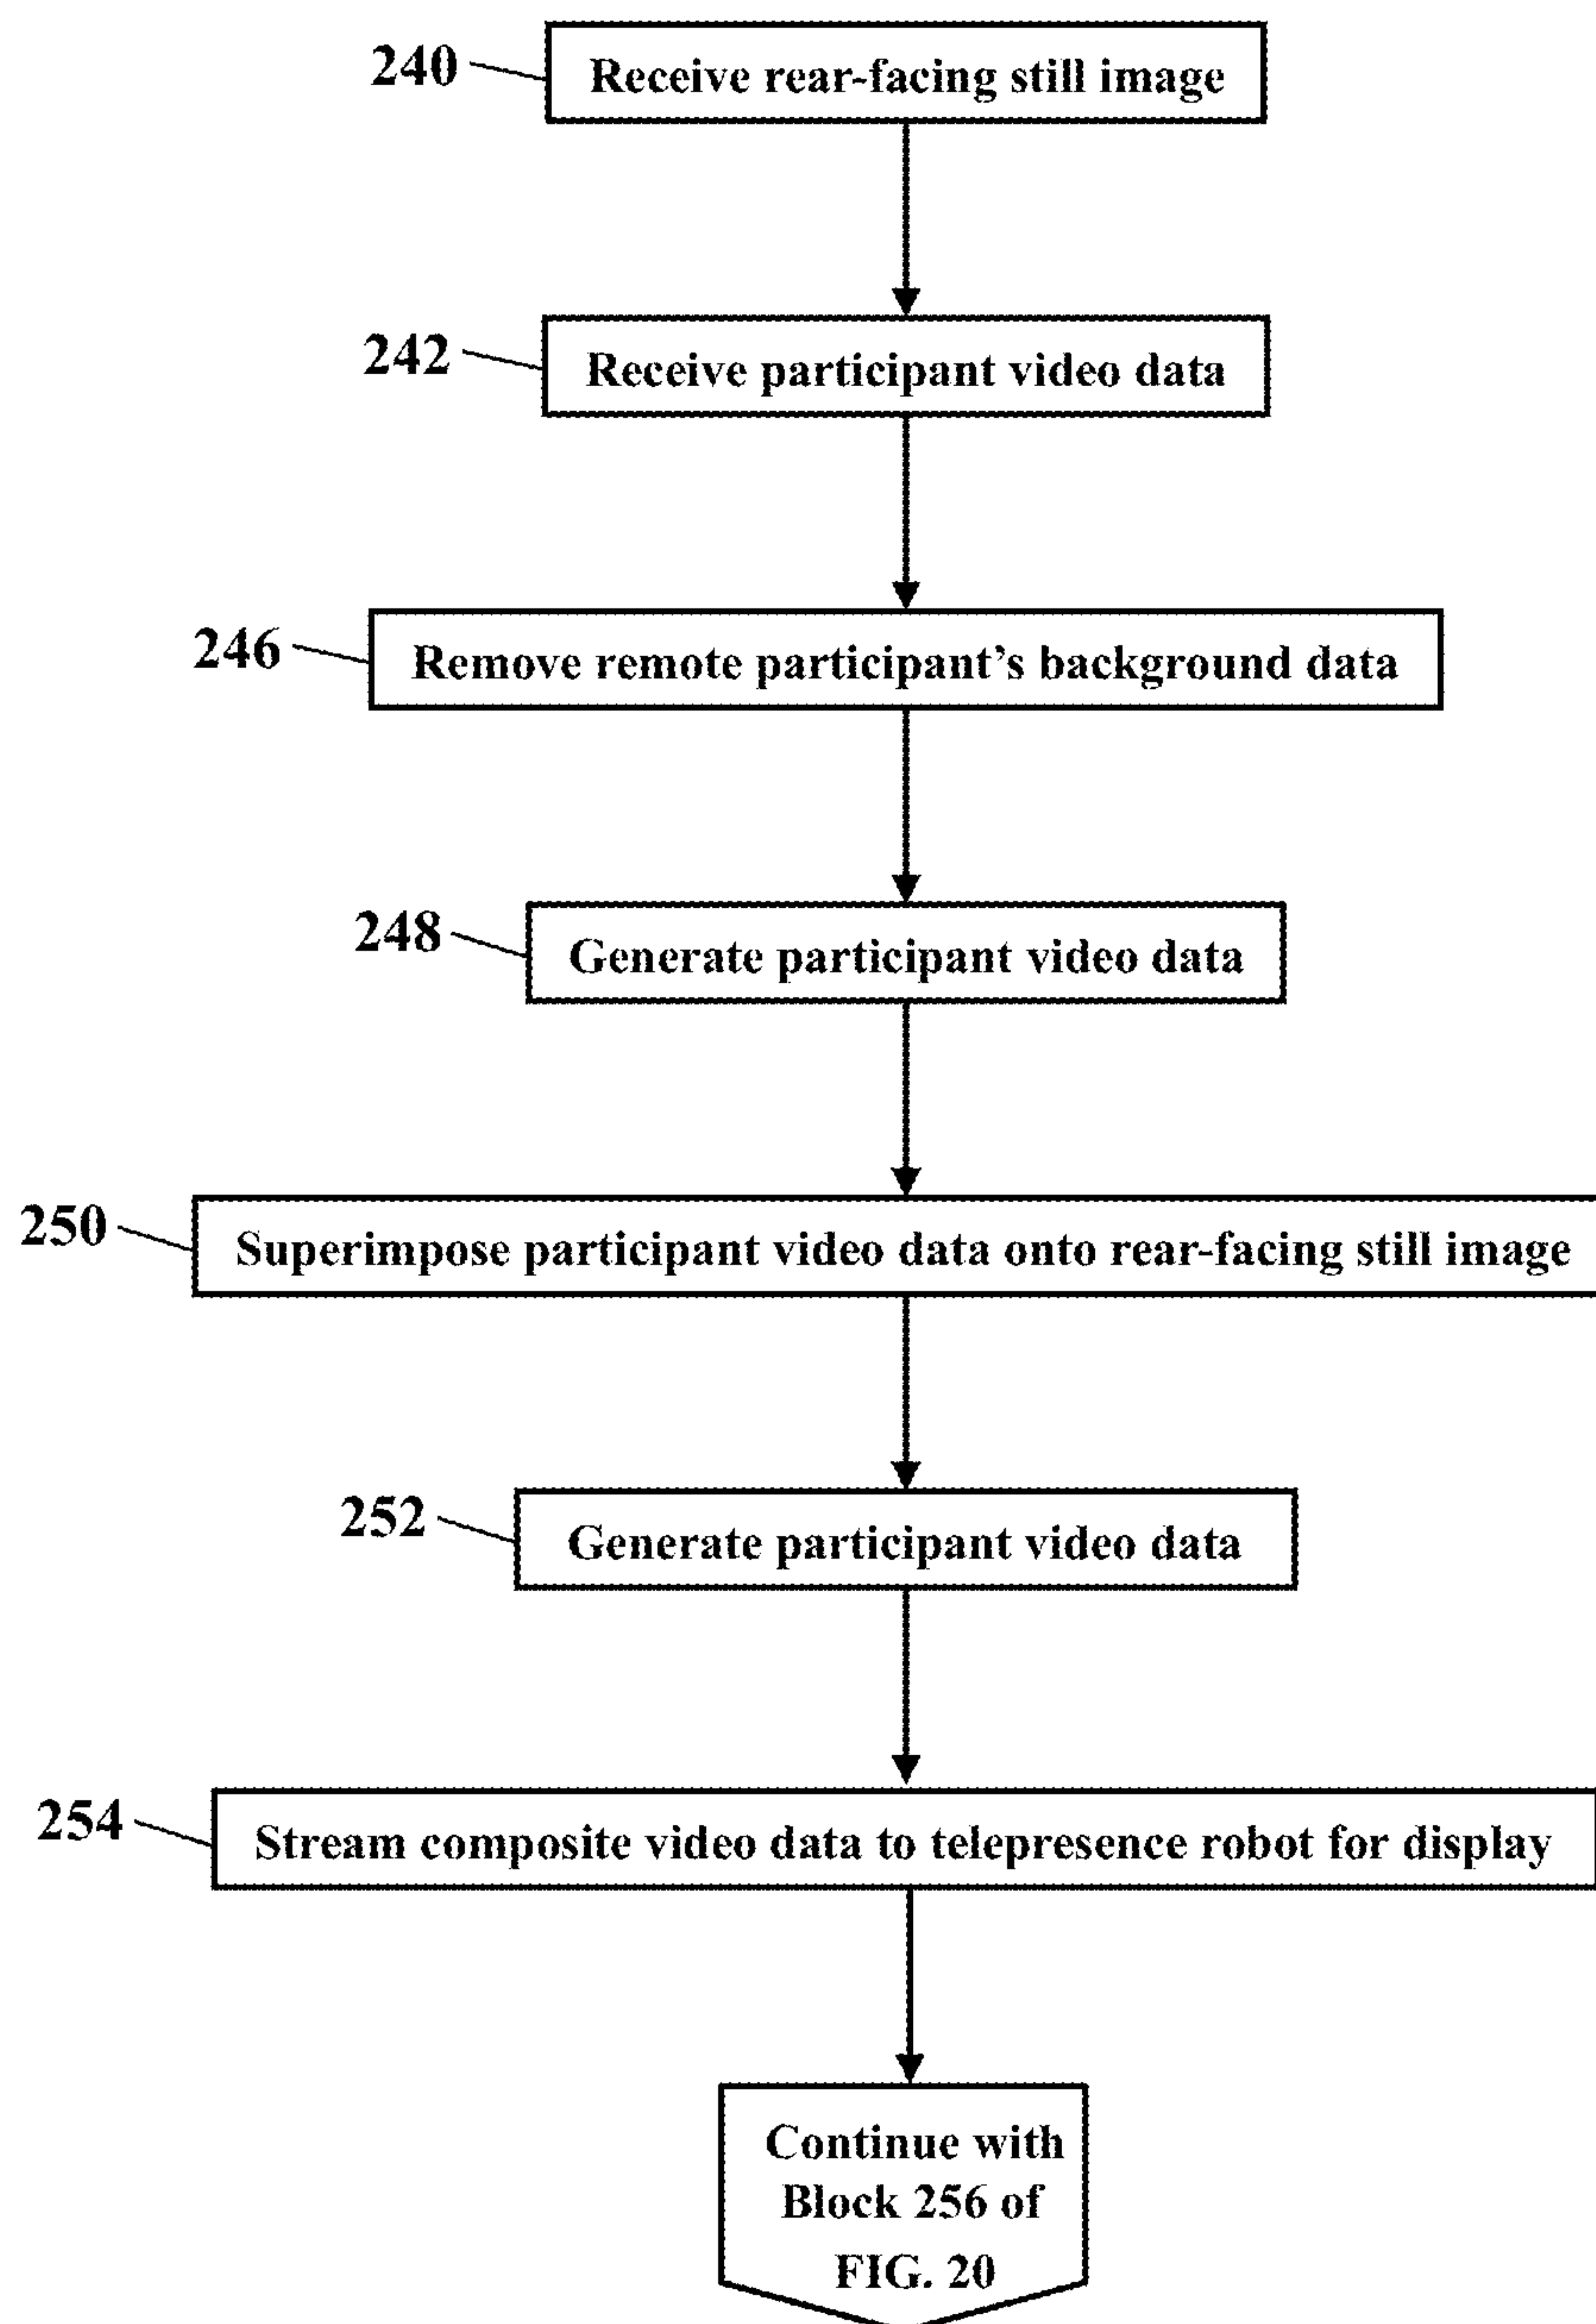 240
Receive rear-facing still image
242
Receive participant video data
246
Remove remote participant's background data
248
Generate participant video data
250
Superimpose participant video data onto rear-facing still image
252
Generate participant video data
254
Stream composite video data to telepresence robot for display
Continue with
Block 256 of
FIG. 20